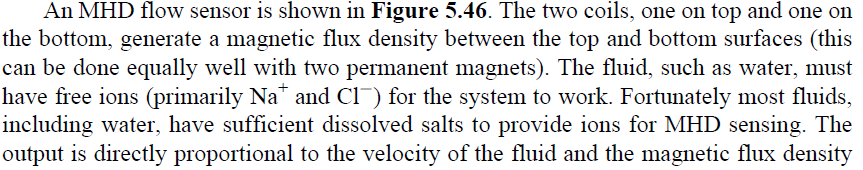 An MHD flow sensor is shown in Figure 5.46. The two coils, one on top and one on
the bottom, generate a magnetic flux density between the top and bottom surfaces (this
can be done equally well with two permanent magnets). The fluid, such as water, must
have free ions (primarily Na⁺ and Cl⁻) for the system to work. Fortunately most fluids,
including water, have sufficient dissolved salts to provide ions for MHD sensing. The
output is directly proportional to the velocity of the fluid and the magnetic flux density